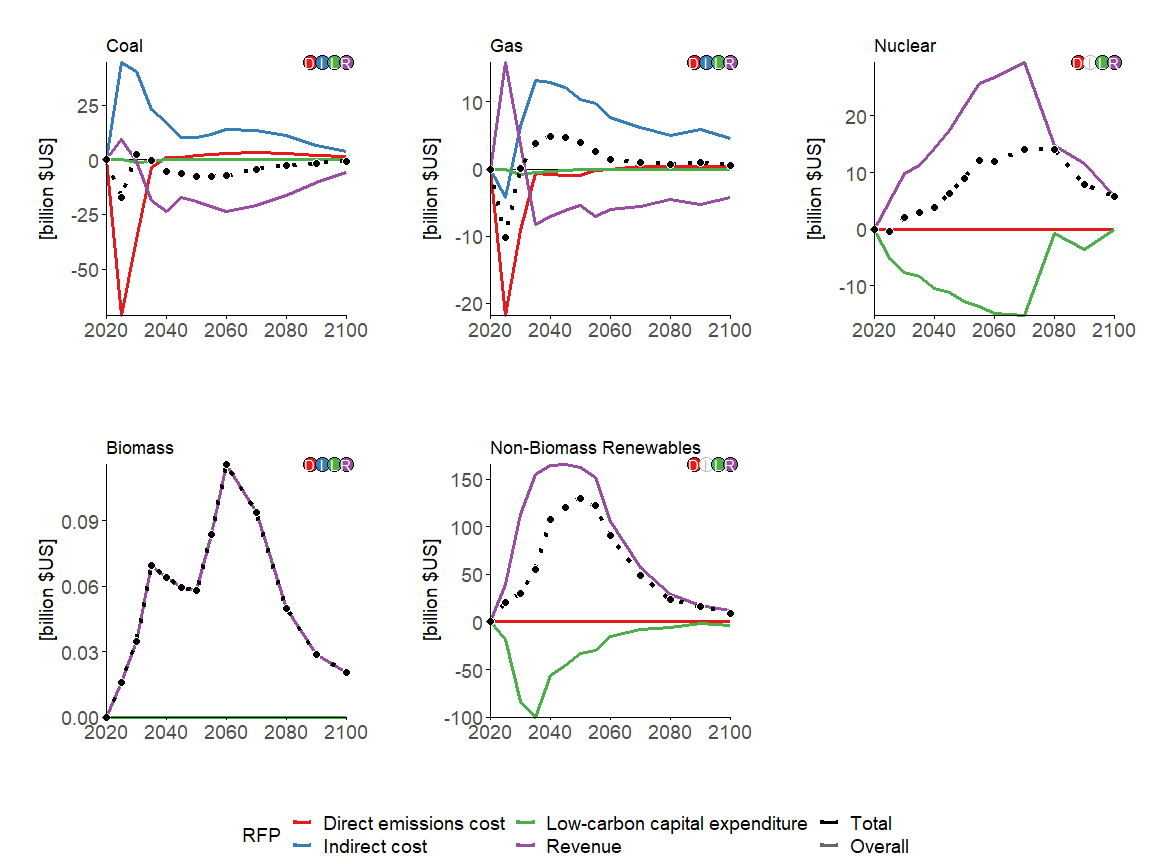 Coal
D I L R
[billion $US]
25
0
-25
-50
2020 2040 2060 2080 2100
Gas
D I L R
[billion $US]
10
0
-10
-20
2020 2040 2060 2080 2100
Nuclear
D I L R
[billion $US]
20
10
0
-10
2020 2040 2060 2080 2100
Biomass
D I L R
[billion $US]
0.09
0.06
0.03
0.00
2020 2040 2060 2080 2100
Non-Biomass Renewables
D I L R
[billion $US]
150
100
50
0
-50
-100
2020 2040 2060 2080 2100
RFP
Direct emissions cost Low-carbon capital expenditure Total
Indirect cost Revenue Overall